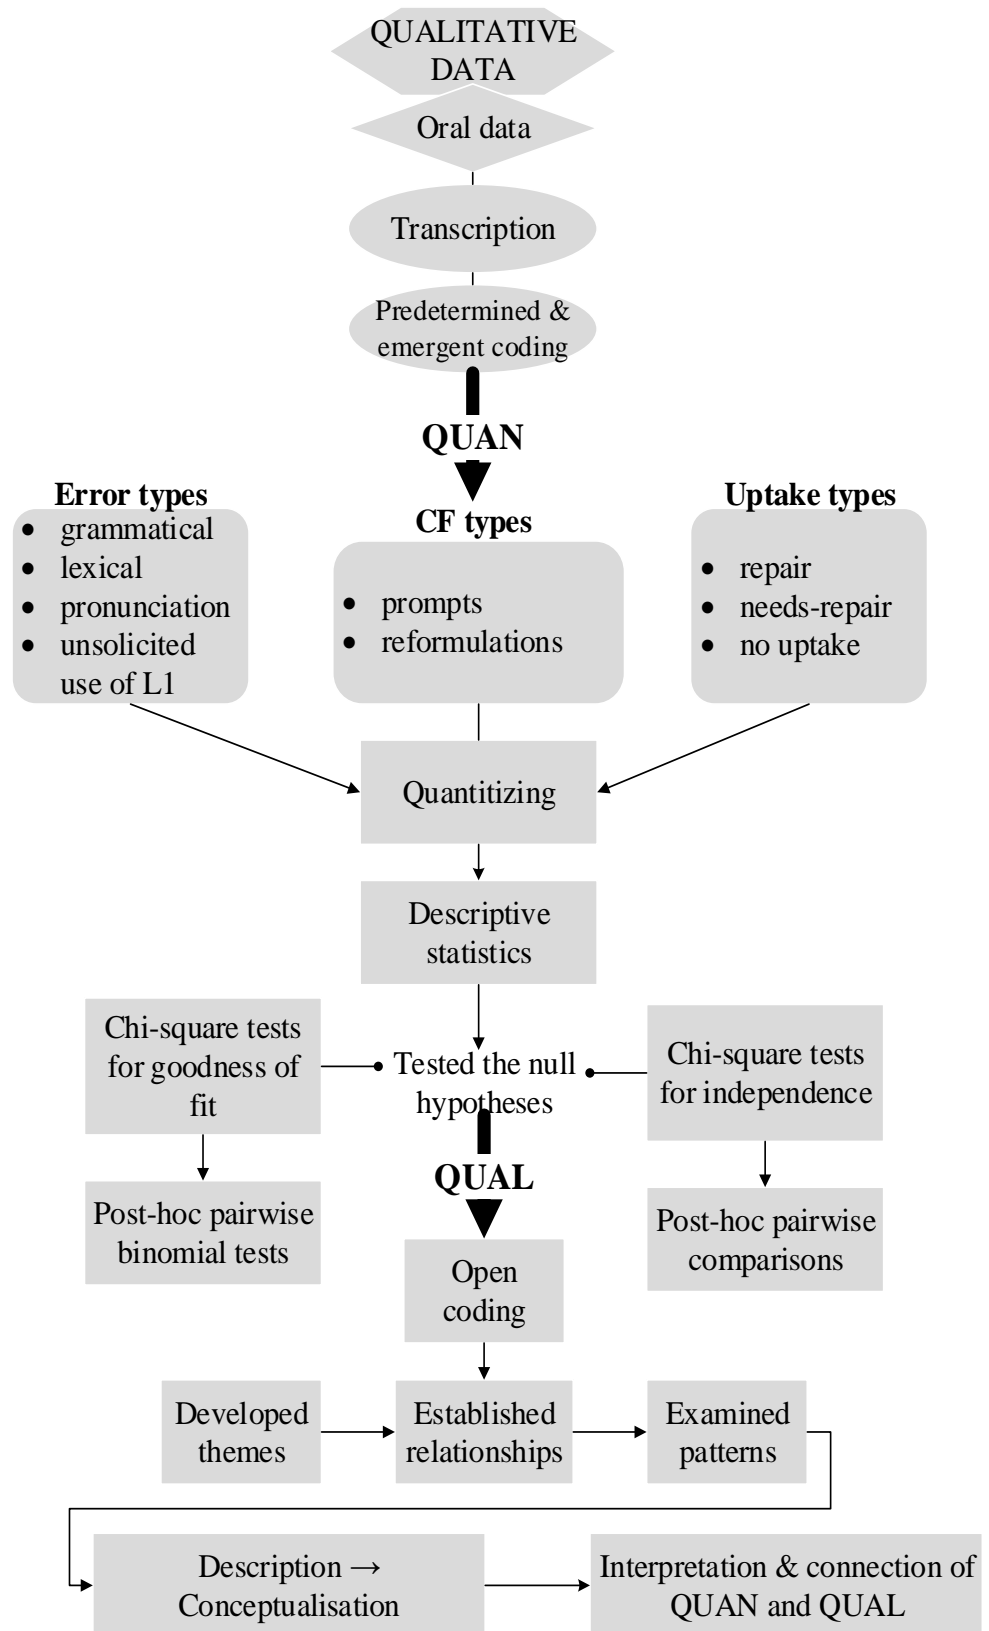 QUALITATIVE
DATA
Oral data
Transcription
Predetermined &
emergent coding
QUAN
Error types
• grammatical
• lexical
• pronunciation
• unsolicited
use of L1
CF types
• prompts
• reformulations
Uptake types
• repair
• needs-repair
• no uptake
Quantitizing
Descriptive
statistics
Chi-square tests
for goodness of
fit
Tested the null
hypotheses
Chi-square tests
for independence
Post-hoc pairwise
binomial tests
QUAL
Post-hoc pairwise
comparisons
Open
coding
Developed
themes
Established
relationships
Examined
patterns
Description →
Conceptualisation
Interpretation & connection of
QUAN and QUAL